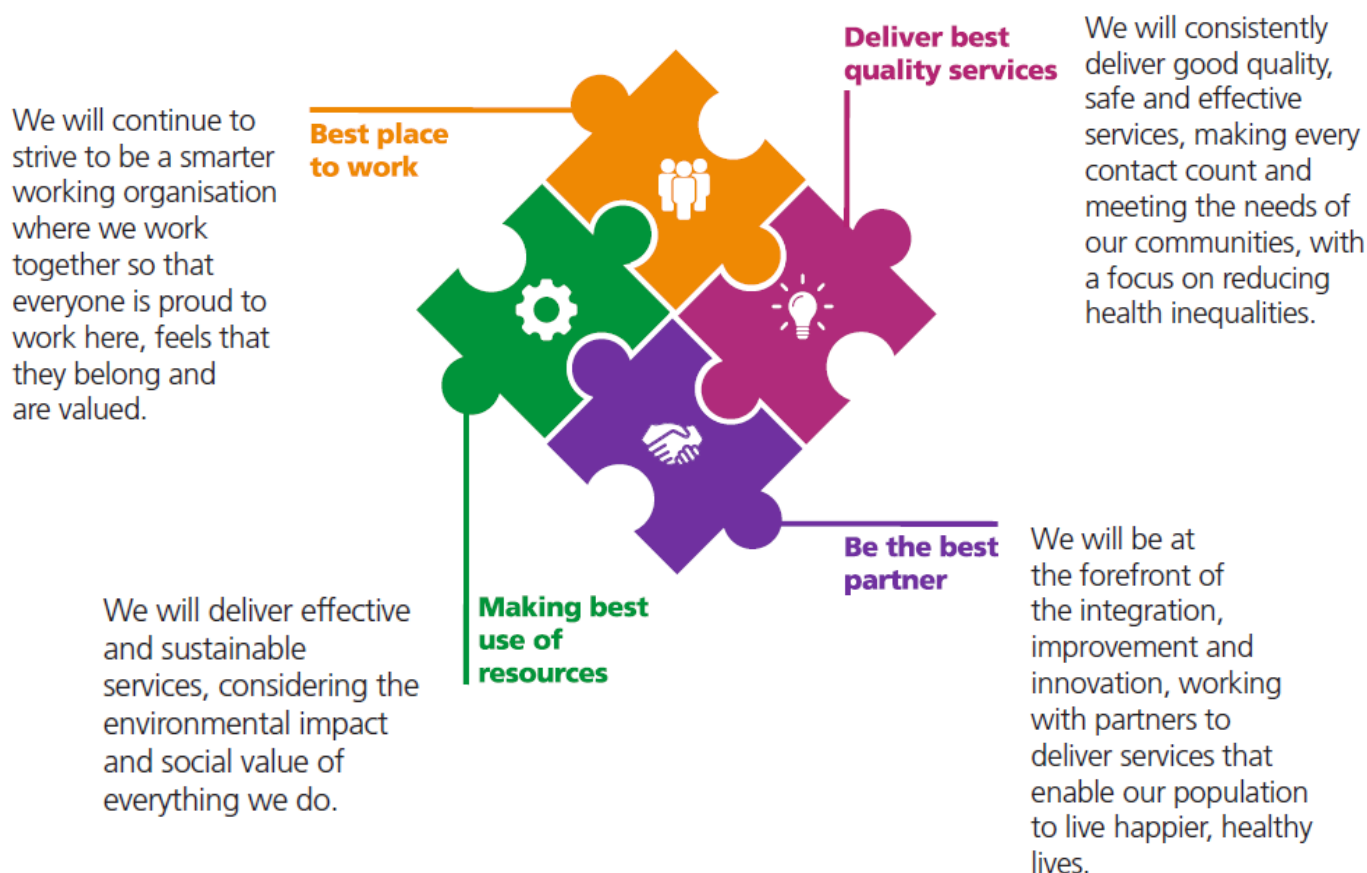 Best place
to work
We will continue to
strive to be a smarter
working organisation
where we work
together so that
everyone is proud to
work here, feels that
they belong and
are valued.
Deliver best
quality services
We will consistently
deliver good quality,
safe and effective
services, making every
contact count and
meeting the needs of
our communities, with
a focus on reducing
health inequalities.
Making best
use of
resources
We will deliver effective
and sustainable
services, considering the
environmental impact
and social value of
everything we do.
Be the best
partner
We will be at
the forefront of
the integration,
improvement and
innovation, working
with partners to
deliver services that
enable our population
to live happier, healthy
lives.